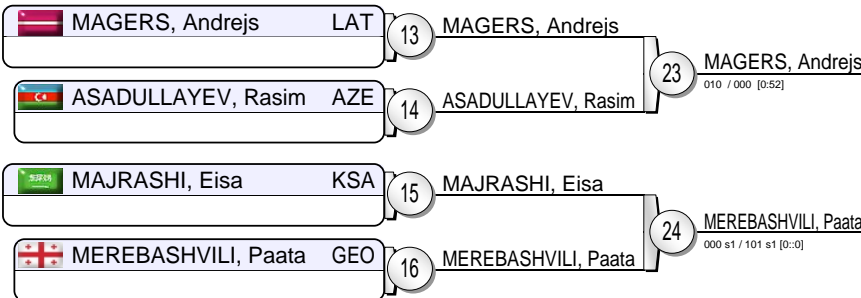 MAGERS, Andrejs LAT
13
MAGERS, Andrejs
23
MAGERS, Andrejs
010 / 000 [0:52]
ASADULLAYEV, Rasim AZE
14
ASADULLAYEV, Rasim
MAJRASHI, Eisa KSA
15
MAJRASHI, Eisa
24
MEREBASHVILI, Paata
000 s1 / 101 s1 [0::0]
MEREBASHVILI, Paata GEO
16
MEREBASHVILI, Paata